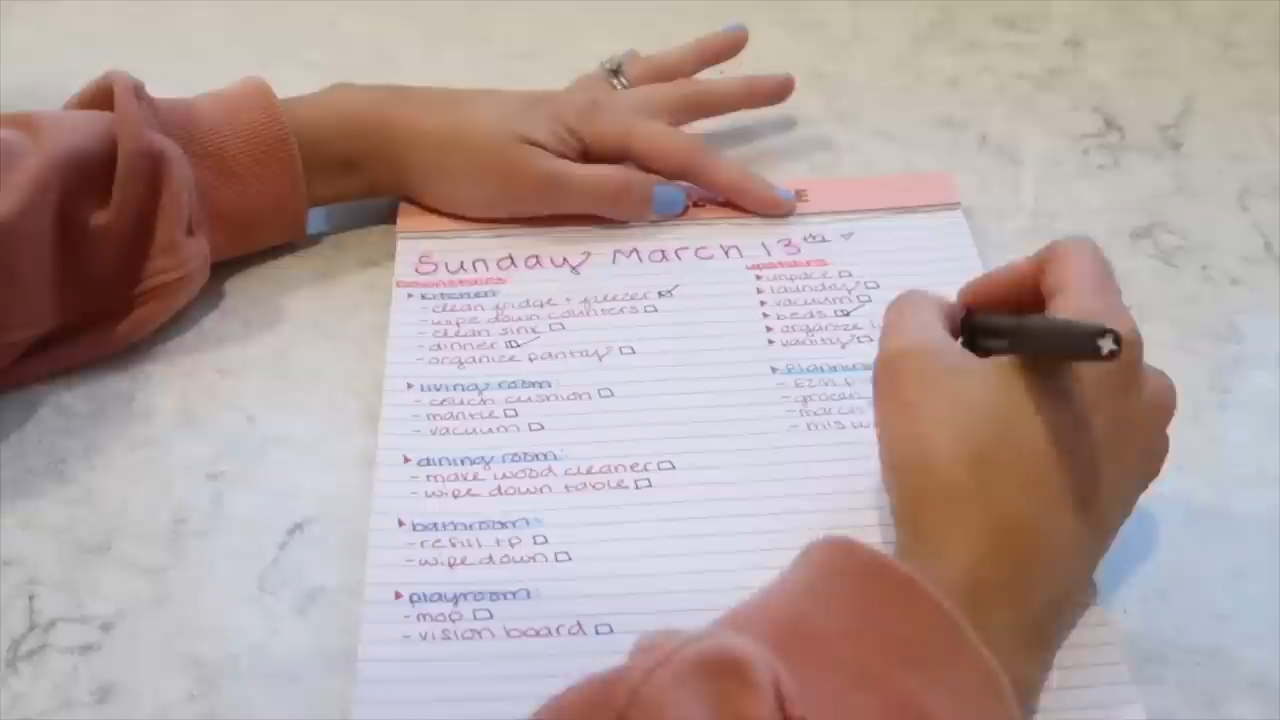 E
Sunday March 13th
downstairs
kitchen
- clean fridge + freezer
- wipe down counters
- clean sink
- dinner
- organize pantry
living room:
- couch cushion
- mantle
- vacuum
dining room:
- make wood cleaner
- wipe down table
bathroom:
- refill tp
- wipe down
playroom:
- mop
- vision board
upstairs
unpack
laundry
vacuum
beds
organize
vanity